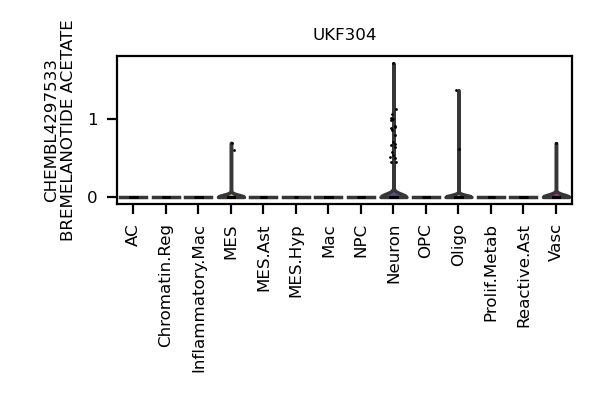 UKF304
CHEMBL4297533
BREMELANOTIDE ACETATE
1
0
AC
Chromatin.Reg
Inflammatory.Mac
MES
MES.Ast
MES.Hyp
Mac
NPC
Neuron
OPC
Oligo
Prolif.Metab
Reactive.Ast
Vasc